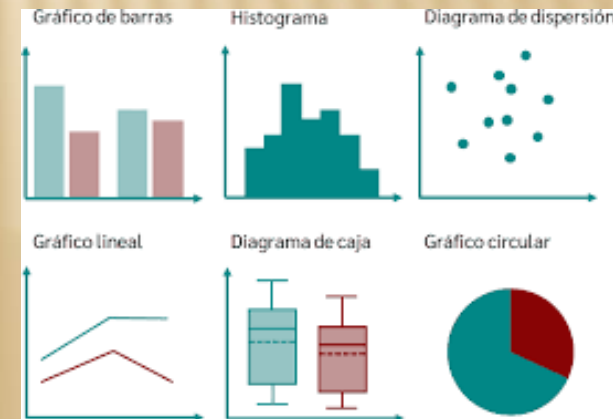 Gráfico de barras
Histograma
Diagrama de dispersión
Gráfico lineal
Diagrama de caja
Gráfico circular